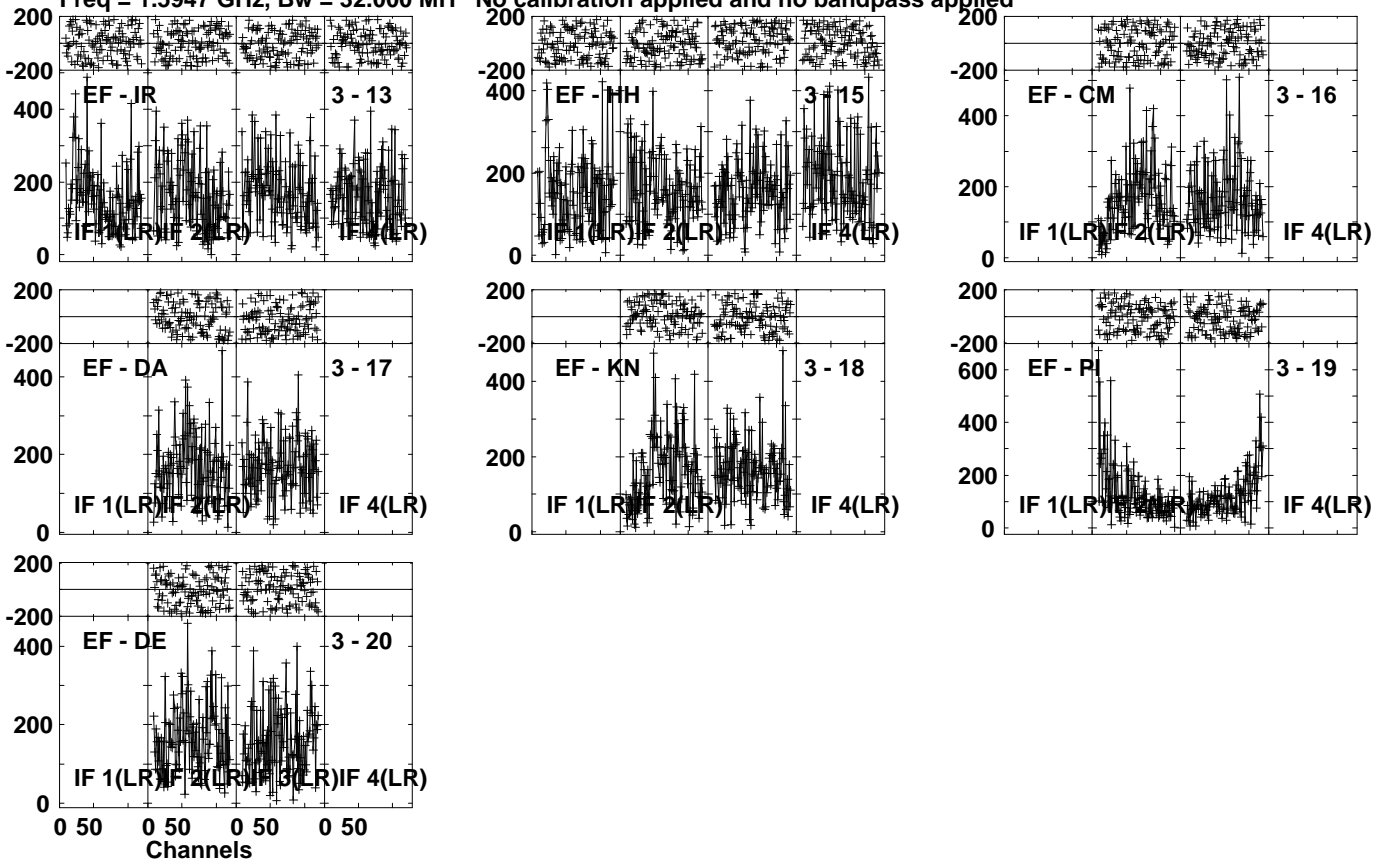 Freq = 1.5947 GHz, Bw = 32.000 MH No calibration applied and no bandpass applied
200 200 200
-200 -200 -200
EF - IR 3 - 13 EF - HH 3 - 15 EF - CM 3 - 16
400 400 400
200 200 200
IF 1(LR) IF 2(LR) IF 4(LR) IF 1(LR) IF 2(LR) IF 4(LR) IF 1(LR) IF 2(LR) IF 4(LR)
0 0 0
200 200 200
-200 -200 -200
EF - DA 3 - 17 EF - KN 3 - 18 EF - PI 3 - 19
400 400 600
400
200 200 200
IF 1(LR) IF 2(LR) IF 4(LR) IF 1(LR) IF 2(LR) IF 4(LR) IF 1(LR) IF 2(LR) IF 4(LR)
0 0 0
200
-200
EF - DE 3 - 20
400
200
IF 1(LR) IF 2(LR) IF 3(LR) IF 4(LR)
0
0 50 0 50 0 50 0 50
Channels